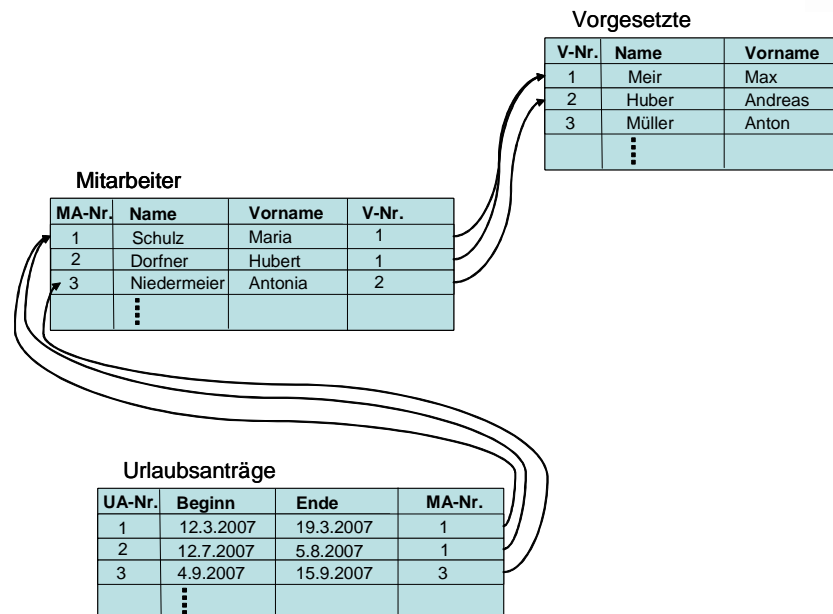 Vorgesetzte
V-Nr. Name Vorname
1 Meir Max
2 Huber Andreas
3 Müller Anton
Mitarbeiter
MA-Nr. Name Vorname V-Nr.
1 Schulz Maria 1
2 Dorfner Hubert 1
3 Niedermeier Antonia 2
Urlaubsanträge
UA-Nr. Beginn Ende MA-Nr.
1 12.3.2007 19.3.2007 1
2 12.7.2007 5.8.2007 1
3 4.9.2007 15.9.2007 3